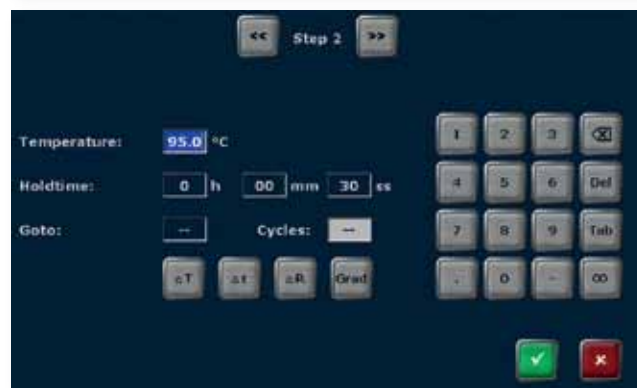 << Step 2 >>
Temperature: 95.0 °C
Holdtime: 0 h 00 mm 30 ss
Goto: -- Cycles: --
△T △t △R Grad
1 2 3 ⌫
4 5 6 Del
7 8 9 Tab
. 0 - ∞
✓ ×